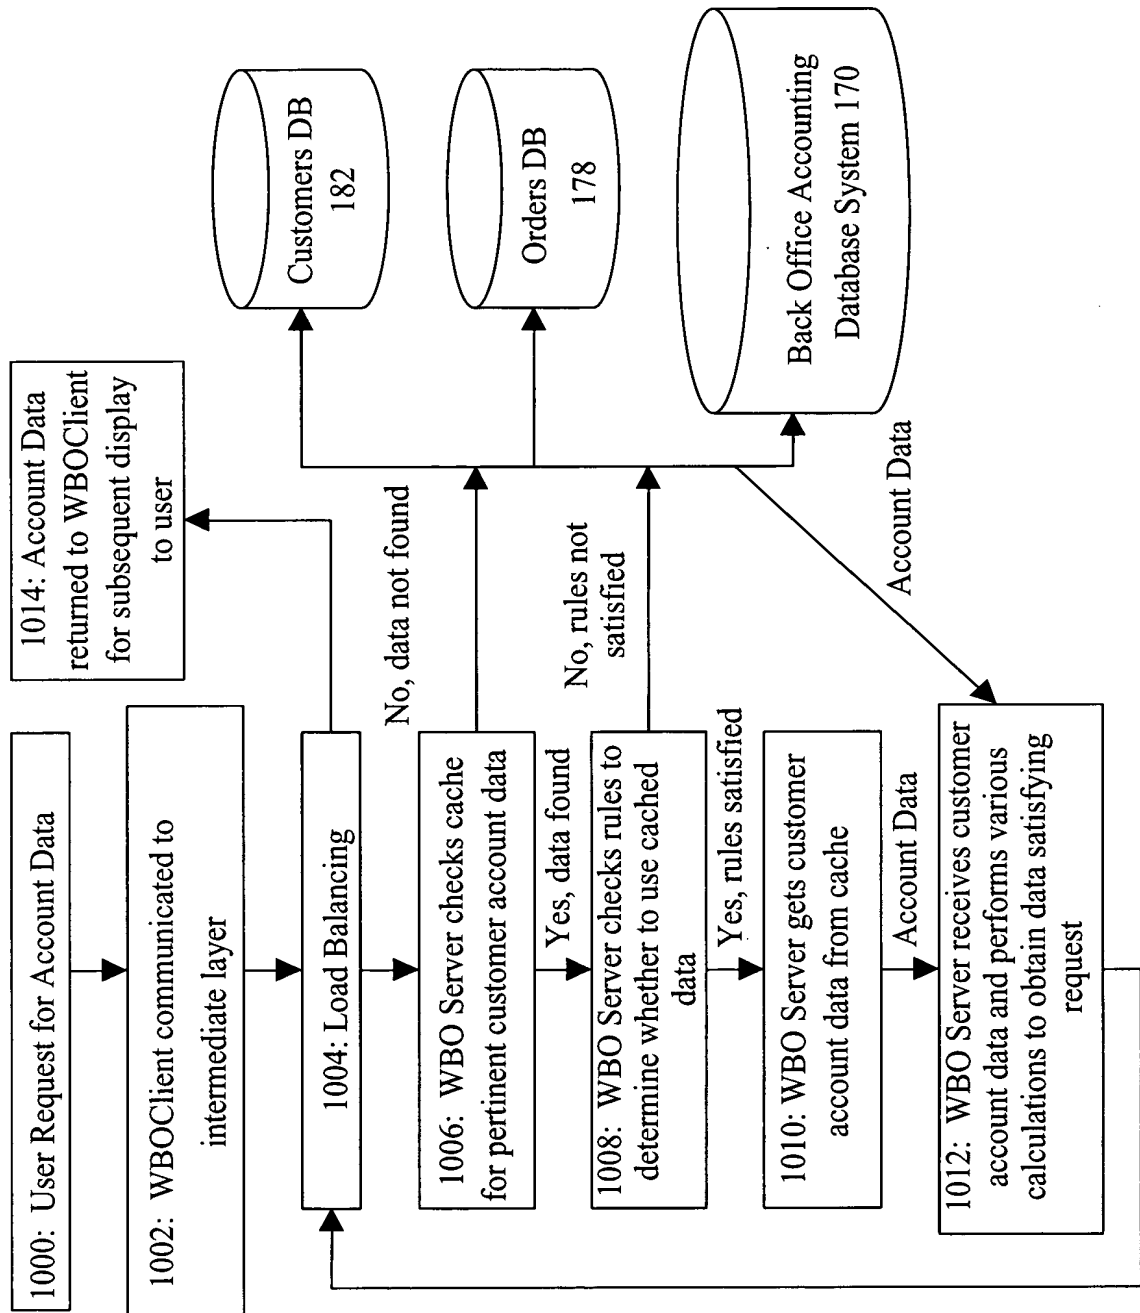 1000: User Request for Account Data
1002: WBOClient communicated to
intermediate layer
1004: Load Balancing
1014: Account Data
returned to WBOClient
for subsequent display
to user
1006: WBO Server checks cache
for pertinent customer account data
No, data not found
Yes, data found
1008: WBO Server checks rules to
determine whether to use cached
data
No, rules not
satisfied
Yes, rules satisfied
1010: WBO Server gets customer
account data from cache
Account Data
1012: WBO Server receives customer
account data and performs various
calculations to obtain data satisfying
request
Account Data
Customers DB
182
Orders DB
178
Back Office Accounting
Database System 170